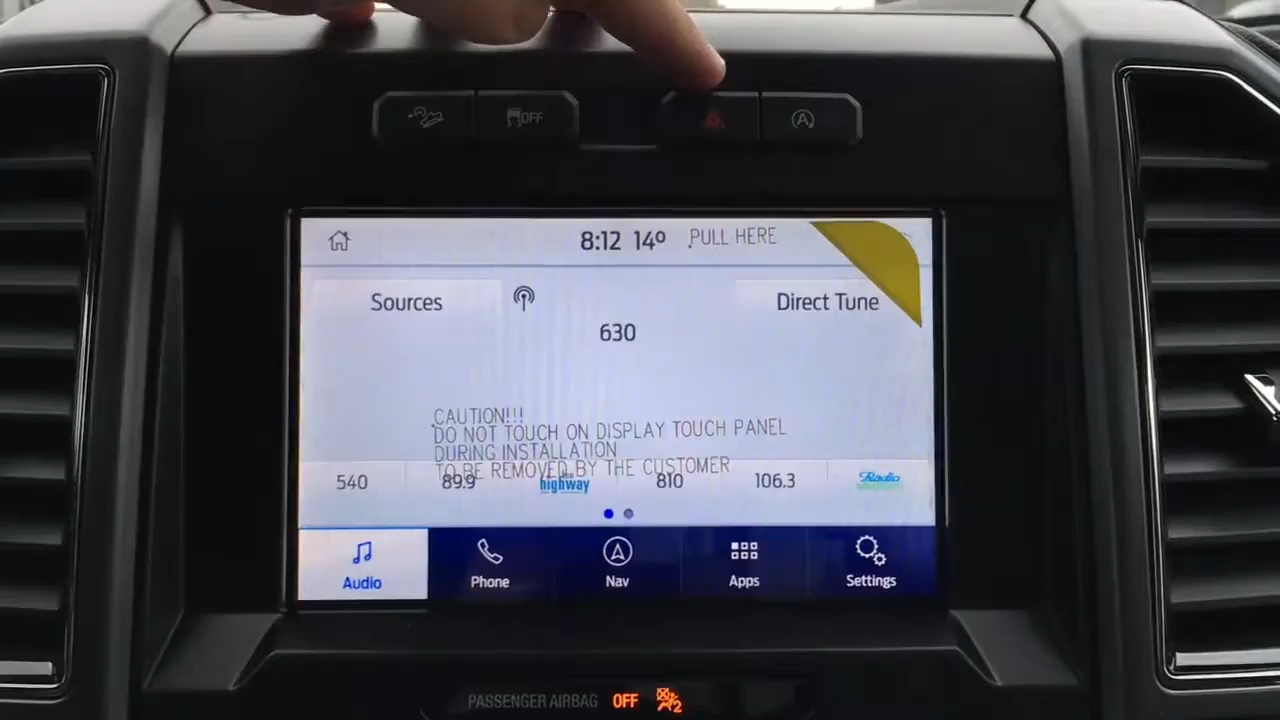 OFF
A
8:12 14° PULL HERE
Sources
Direct Tune
630
CAUTION!!!
DO NOT TOUCH ON DISPLAY TOUCH PANEL
DURING INSTALLATION
TO BE REMOVED BY THE CUSTOMER
540
89.9
highway
810
106.3
Radio
Audio
Phone
Nav
Apps
Settings
PASSENGER AIRBAG OFF
2